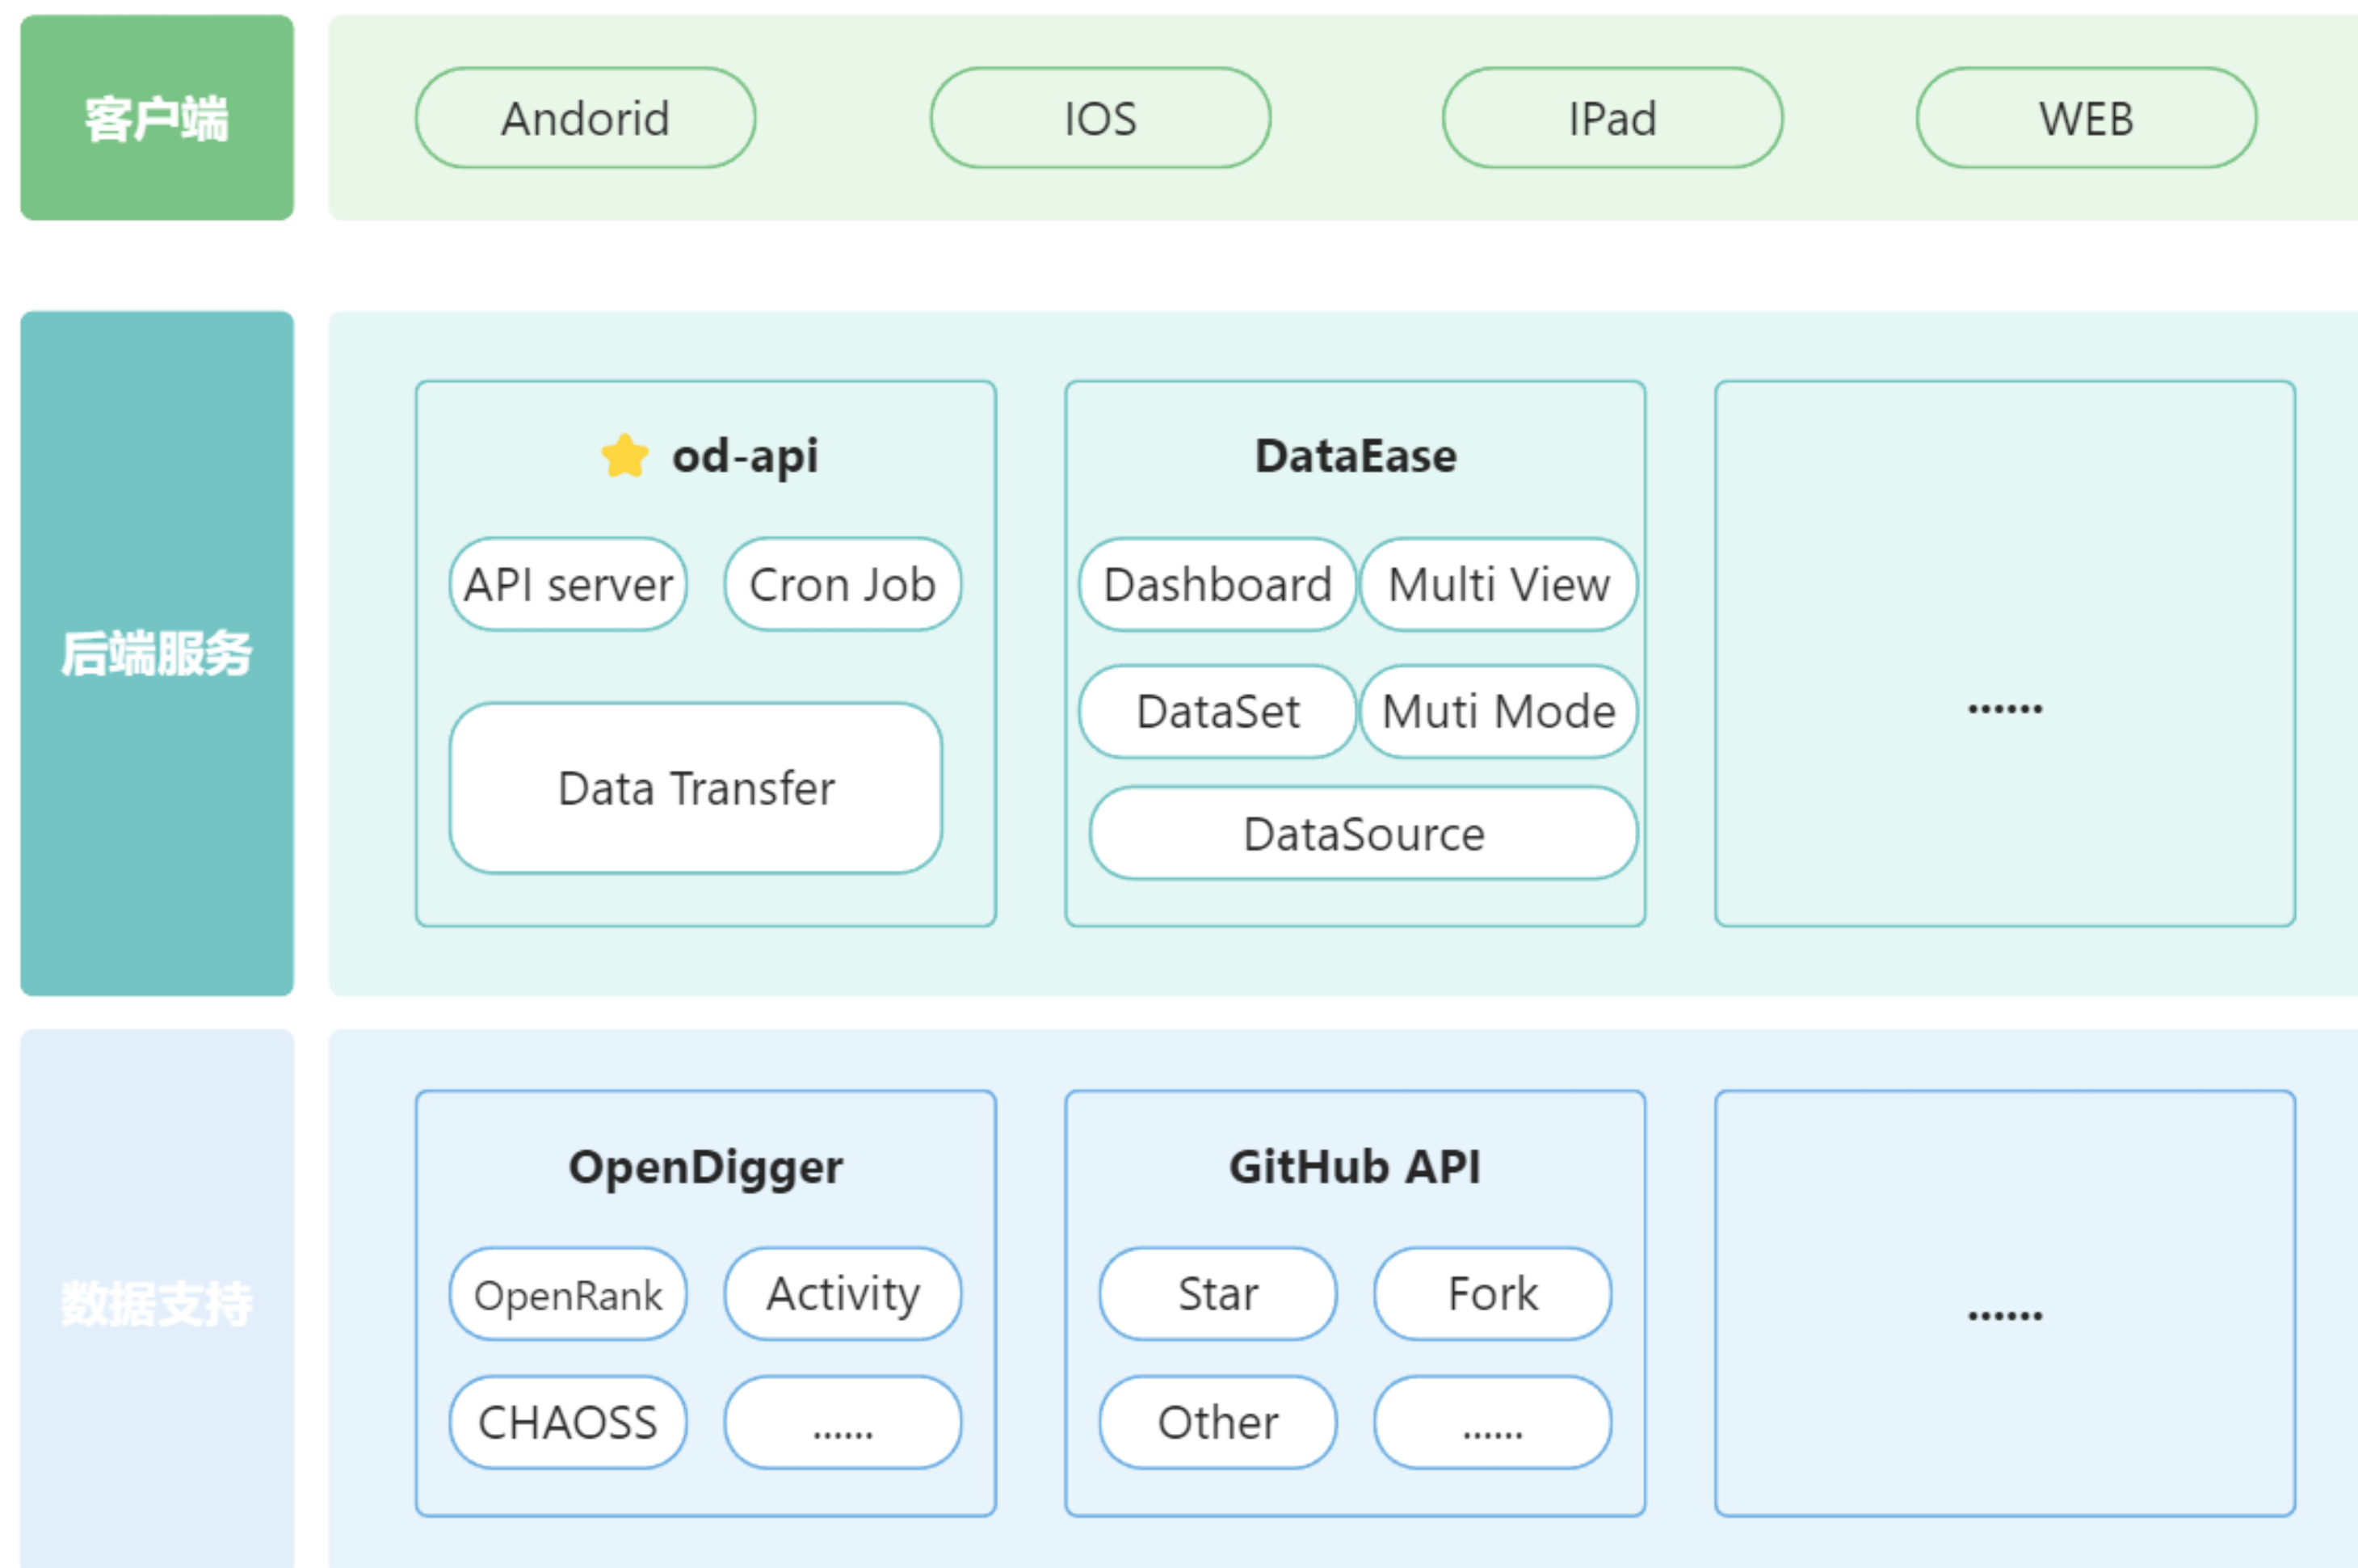 客户端
Andorid
IOS
IPad
WEB
后端服务
od-api
API server
Cron Job
Data Transfer
DataEase
Dashboard
Multi View
DataSet
Muti Mode
DataSource
......
数据支持
OpenDigger
OpenRank
Activity
CHAOSS
......
GitHub API
Star
Fork
Other
......
......